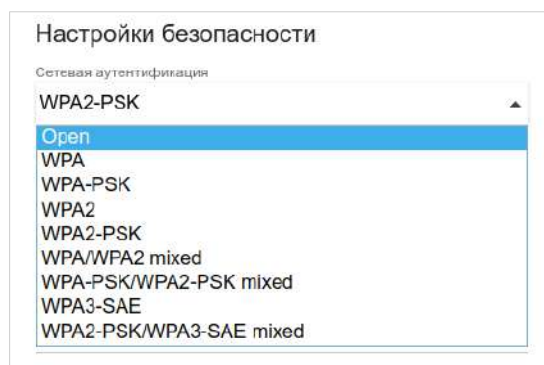 Настройки безопасности
Сетевая аутентификация
WPA2-PSK
Open
WPA
WPA-PSK
WPA2
WPA2-PSK
WPA/WPA2 mixed
WPA-PSK/WPA2-PSK mixed
WPA3-SAE
WPA2-PSK/WPA3-SAE mixed